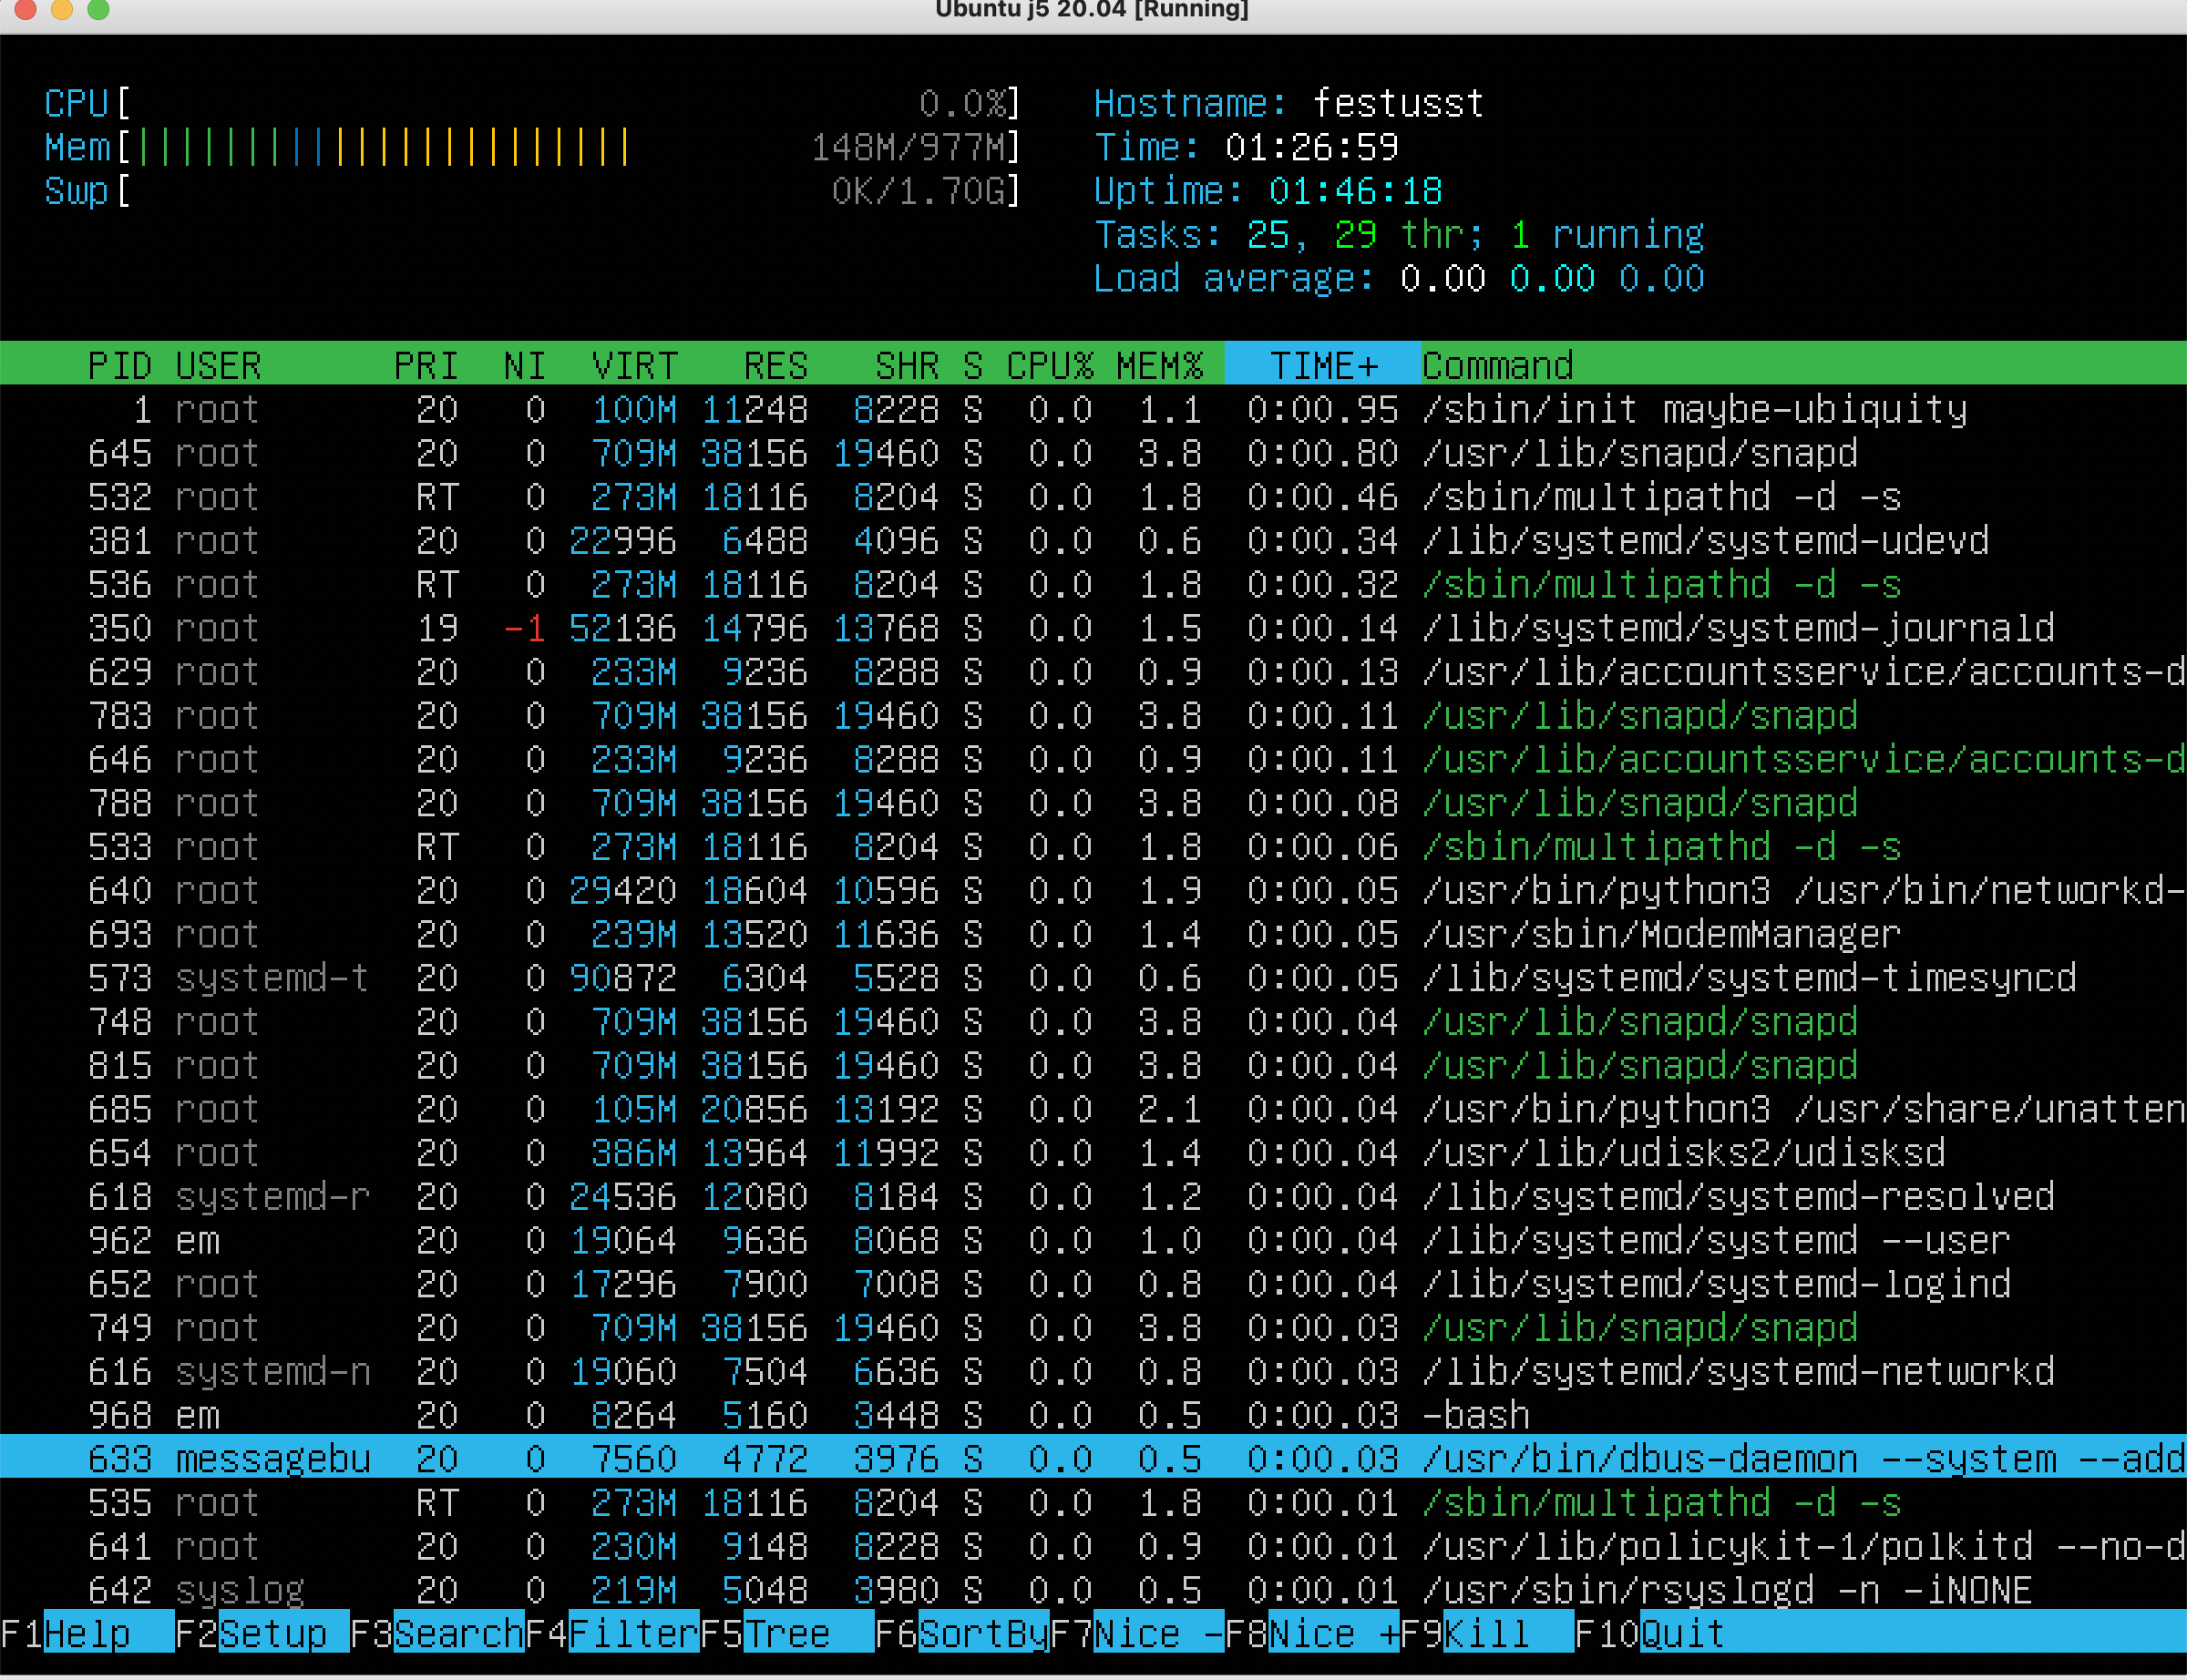 Ubuntu j5 20.04 [Running]
CPU[ 0.0%] Hostname: festusst
Mem[||||||||||||||||||||||| 148M/977M] Time: 01:26:59
Swp[ 0K/1.70G] Uptime: 01:46:18
Tasks: 25, 29 thr; 1 running
Load average: 0.00 0.00 0.00
PID USER PRI NI VIRT RES SHR S CPU% MEM% TIME+ Command
1 root 20 0 100M 11248 8228 S 0.0 1.1 0:00.95 /sbin/init maybe-ubiquity
645 root 20 0 709M 38156 19460 S 0.0 3.8 0:00.80 /usr/lib/snapd/snapd
532 root RT 0 273M 18116 8204 S 0.0 1.8 0:00.46 /sbin/multipathd -d -s
381 root 20 0 22996 6488 4096 S 0.0 0.6 0:00.34 /lib/systemd/systemd-udevd
536 root RT 0 273M 18116 8204 S 0.0 1.8 0:00.32 /sbin/multipathd -d -s
350 root 19 -1 52136 14796 13768 S 0.0 1.5 0:00.14 /lib/systemd/systemd-journald
629 root 20 0 233M 9236 8288 S 0.0 0.9 0:00.13 /usr/lib/accountsservice/accounts-d
783 root 20 0 709M 38156 19460 S 0.0 3.8 0:00.11 /usr/lib/snapd/snapd
646 root 20 0 233M 9236 8288 S 0.0 0.9 0:00.11 /usr/lib/accountsservice/accounts-d
788 root 20 0 709M 38156 19460 S 0.0 3.8 0:00.08 /usr/lib/snapd/snapd
533 root RT 0 273M 18116 8204 S 0.0 1.8 0:00.06 /sbin/multipathd -d -s
640 root 20 0 29420 18604 10596 S 0.0 1.9 0:00.05 /usr/bin/python3 /usr/bin/networkd-
693 root 20 0 239M 13520 11636 S 0.0 1.4 0:00.05 /usr/sbin/ModemManager
573 systemd-t 20 0 90872 6304 5528 S 0.0 0.6 0:00.05 /lib/systemd/systemd-timesyncd
748 root 20 0 709M 38156 19460 S 0.0 3.8 0:00.04 /usr/lib/snapd/snapd
815 root 20 0 709M 38156 19460 S 0.0 3.8 0:00.04 /usr/lib/snapd/snapd
685 root 20 0 105M 20856 13192 S 0.0 2.1 0:00.04 /usr/bin/python3 /usr/share/unatten
654 root 20 0 386M 13964 11992 S 0.0 1.4 0:00.04 /usr/lib/udisks2/udisksd
618 systemd-r 20 0 24536 12080 8184 S 0.0 1.2 0:00.04 /lib/systemd/systemd-resolved
962 em 20 0 19064 9636 8068 S 0.0 1.0 0:00.04 /lib/systemd/systemd --user
652 root 20 0 17296 7900 7008 S 0.0 0.8 0:00.04 /lib/systemd/systemd-logind
749 root 20 0 709M 38156 19460 S 0.0 3.8 0:00.03 /usr/lib/snapd/snapd
616 systemd-n 20 0 19060 7504 6636 S 0.0 0.8 0:00.03 /lib/systemd/systemd-networkd
968 em 20 0 8264 5160 3448 S 0.0 0.5 0:00.03 -bash
633 messagebu 20 0 7560 4772 3976 S 0.0 0.5 0:00.03 /usr/bin/dbus-daemon --system --add
535 root RT 0 273M 18116 8204 S 0.0 1.8 0:00.01 /sbin/multipathd -d -s
641 root 20 0 230M 9148 8228 S 0.0 0.9 0:00.01 /usr/lib/policykit-1/polkitd --no-d
642 syslog 20 0 219M 5048 3980 S 0.0 0.5 0:00.01 /usr/sbin/rsyslogd -n -iNONE
F1Help F2Setup F3SearchF4FilterF5Tree F6SortByF7Nice -F8Nice +F9Kill F10Quit